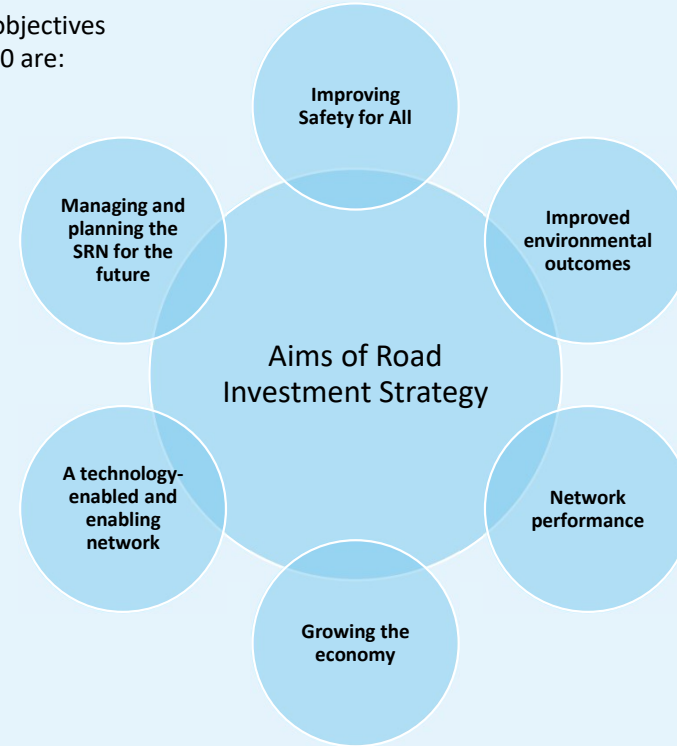 objectives
0 are:
Improving
Safety for All
Improved
environmental
outcomes
Network
performance
Growing the
economy
A technology-
enabled and
enabling
network
Managing and
planning the
SRN for the
future
Aims of Road
Investment Strategy